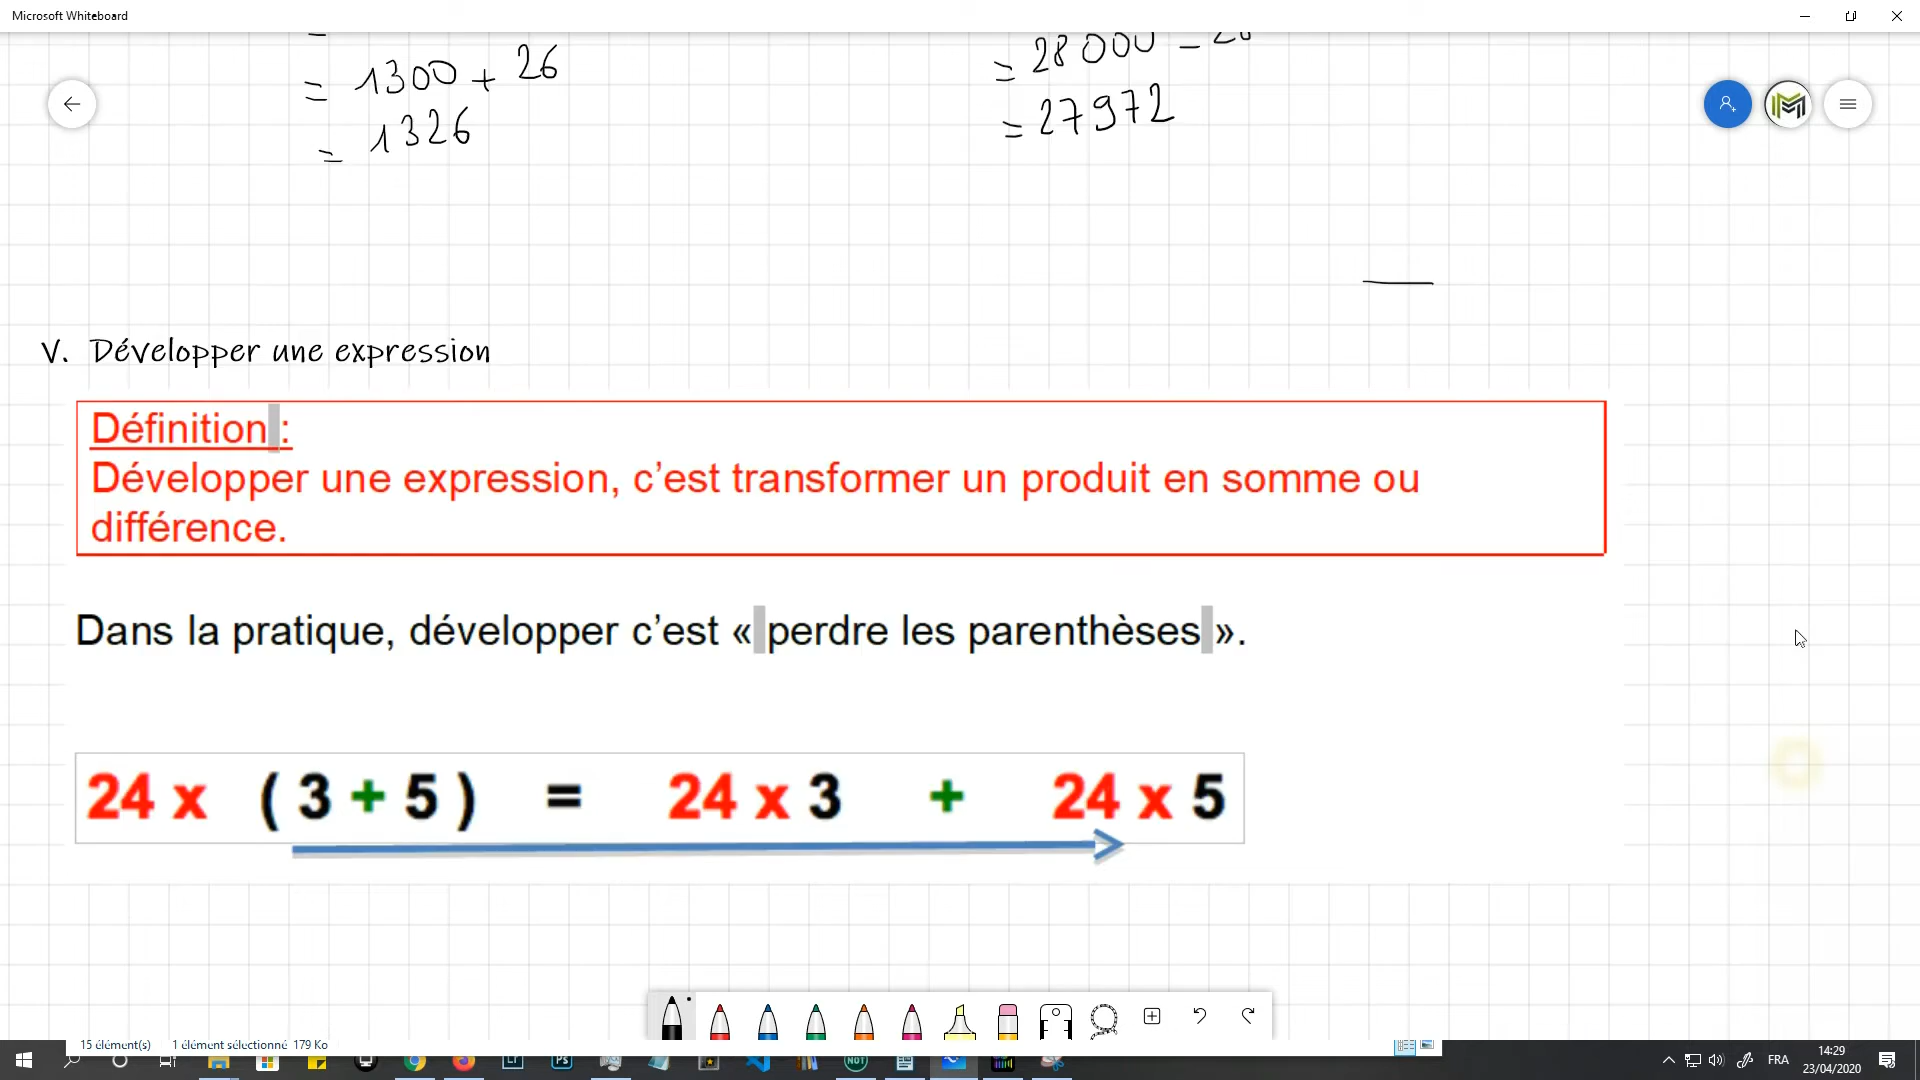 Microsoft Whiteboard
= 1300 + 26
= 1326
= 28 000 -
= 27972
V. Développer une expression
Définition :
Développer une expression, c'est transformer un produit en somme ou
différence.
Dans la pratique, développer c'est « perdre les parenthèses ».
24 x ( 3 + 5 ) = 24 x 3 + 24 x 5
15 élément(s) 1 élément sélectionné 179 Ko
FRA
14:29
23/04/2020